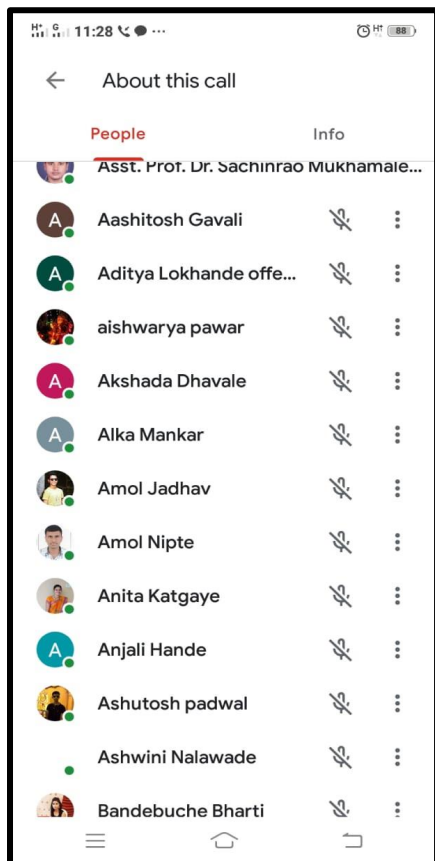 H+ G 11:28 ... H+ 88
About this call
People Info
Asst. Prof. Dr. Sachinrao Mukhamale...
A Aashitosh Gavali
A Aditya Lokhande offe...
aishwarya pawar
A Akshada Dhavale
A Alka Mankar
Amol Jadhav
Amol Nipte
Anita Katgaye
A Anjali Hande
Ashutosh padwal
Ashwini Nalawade
Bandebuche Bharti